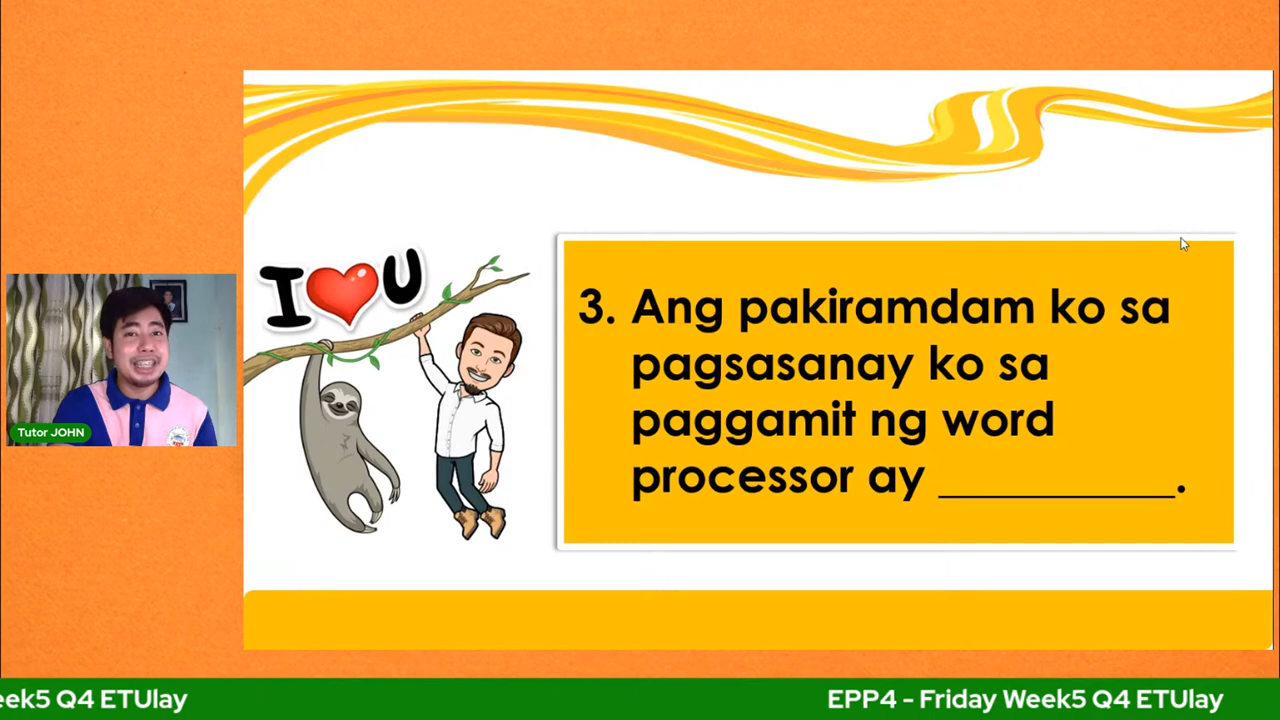 I U
3. Ang pakiramdam ko sa
pagsasanay ko sa
paggamit ng word
processor ay __________.
Tutor JOHN
eek5 Q4 ETUlay
EPP4 - Friday Week5 Q4 ETUlay